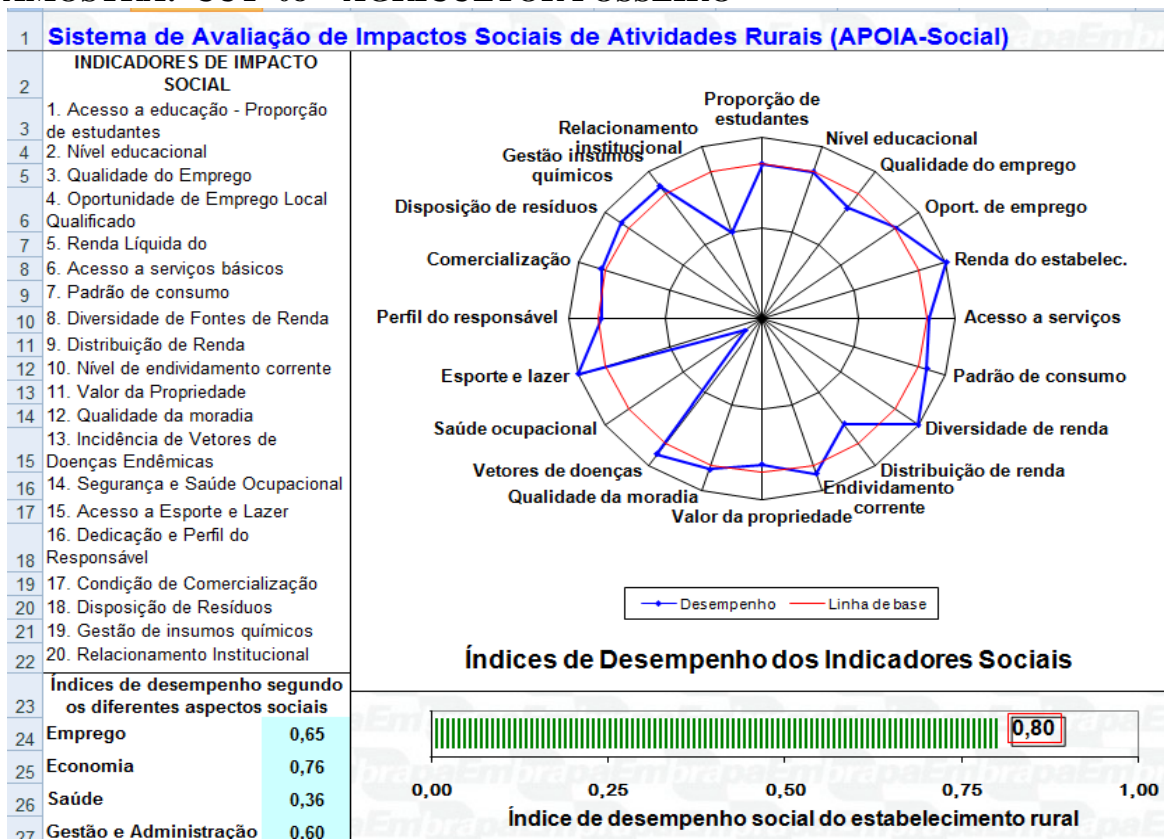 1 Sistema de Avaliação de Impactos Sociais de Atividades Rurais (APOIA-Social)
INDICADORES DE IMPACTO
2 SOCIAL
1. Acesso a educação - Proporção
3 de estudantes
4 2. Nível educacional
5 3. Qualidade do Emprego
4. Oportunidade de Emprego Local
6 Qualificado
7 5. Renda Líquida do
8 6. Acesso a serviços básicos
9 7. Padrão de consumo
10 8. Diversidade de Fontes de Renda
11 9. Distribuição de Renda
12 10. Nível de endividamento corrente
13 11. Valor da Propriedade
14 12. Qualidade da moradia
13. Incidência de Vetores de
15 Doenças Endêmicas
16 14. Segurança e Saúde Ocupacional
17 15. Acesso a Esporte e Lazer
16. Dedicação e Perfil do
18 Responsável
19 17. Condição de Comercialização
20 18. Disposição de Resíduos
21 19. Gestão de insumos químicos
22 20. Relacionamento Institucional
Índices de desempenho segundo
23 os diferentes aspectos sociais
24 Emprego 0,65
25 Economia 0,76
26 Saúde 0,36
27 Gestão e Administração 0,60
Proporção de
estudantes
Nível educacional
Qualidade do emprego
Oport. de emprego
Renda do estabelec.
Acesso a serviços
Padrão de consumo
Diversidade de renda
Distribuição de renda
Endividamento
corrente
Valor da propriedade
Qualidade da moradia
Vetores de doenças
Saúde ocupacional
Esporte e lazer
Perfil do responsável
Comercialização
Disposição de resíduos
Gestão insumos
químicos
Relacionamento
institucional
Desempenho Linha de base
Índices de Desempenho dos Indicadores Sociais
0,80
0,00 0,25 0,50 0,75 1,00
Índice de desempenho social do estabelecimento rural